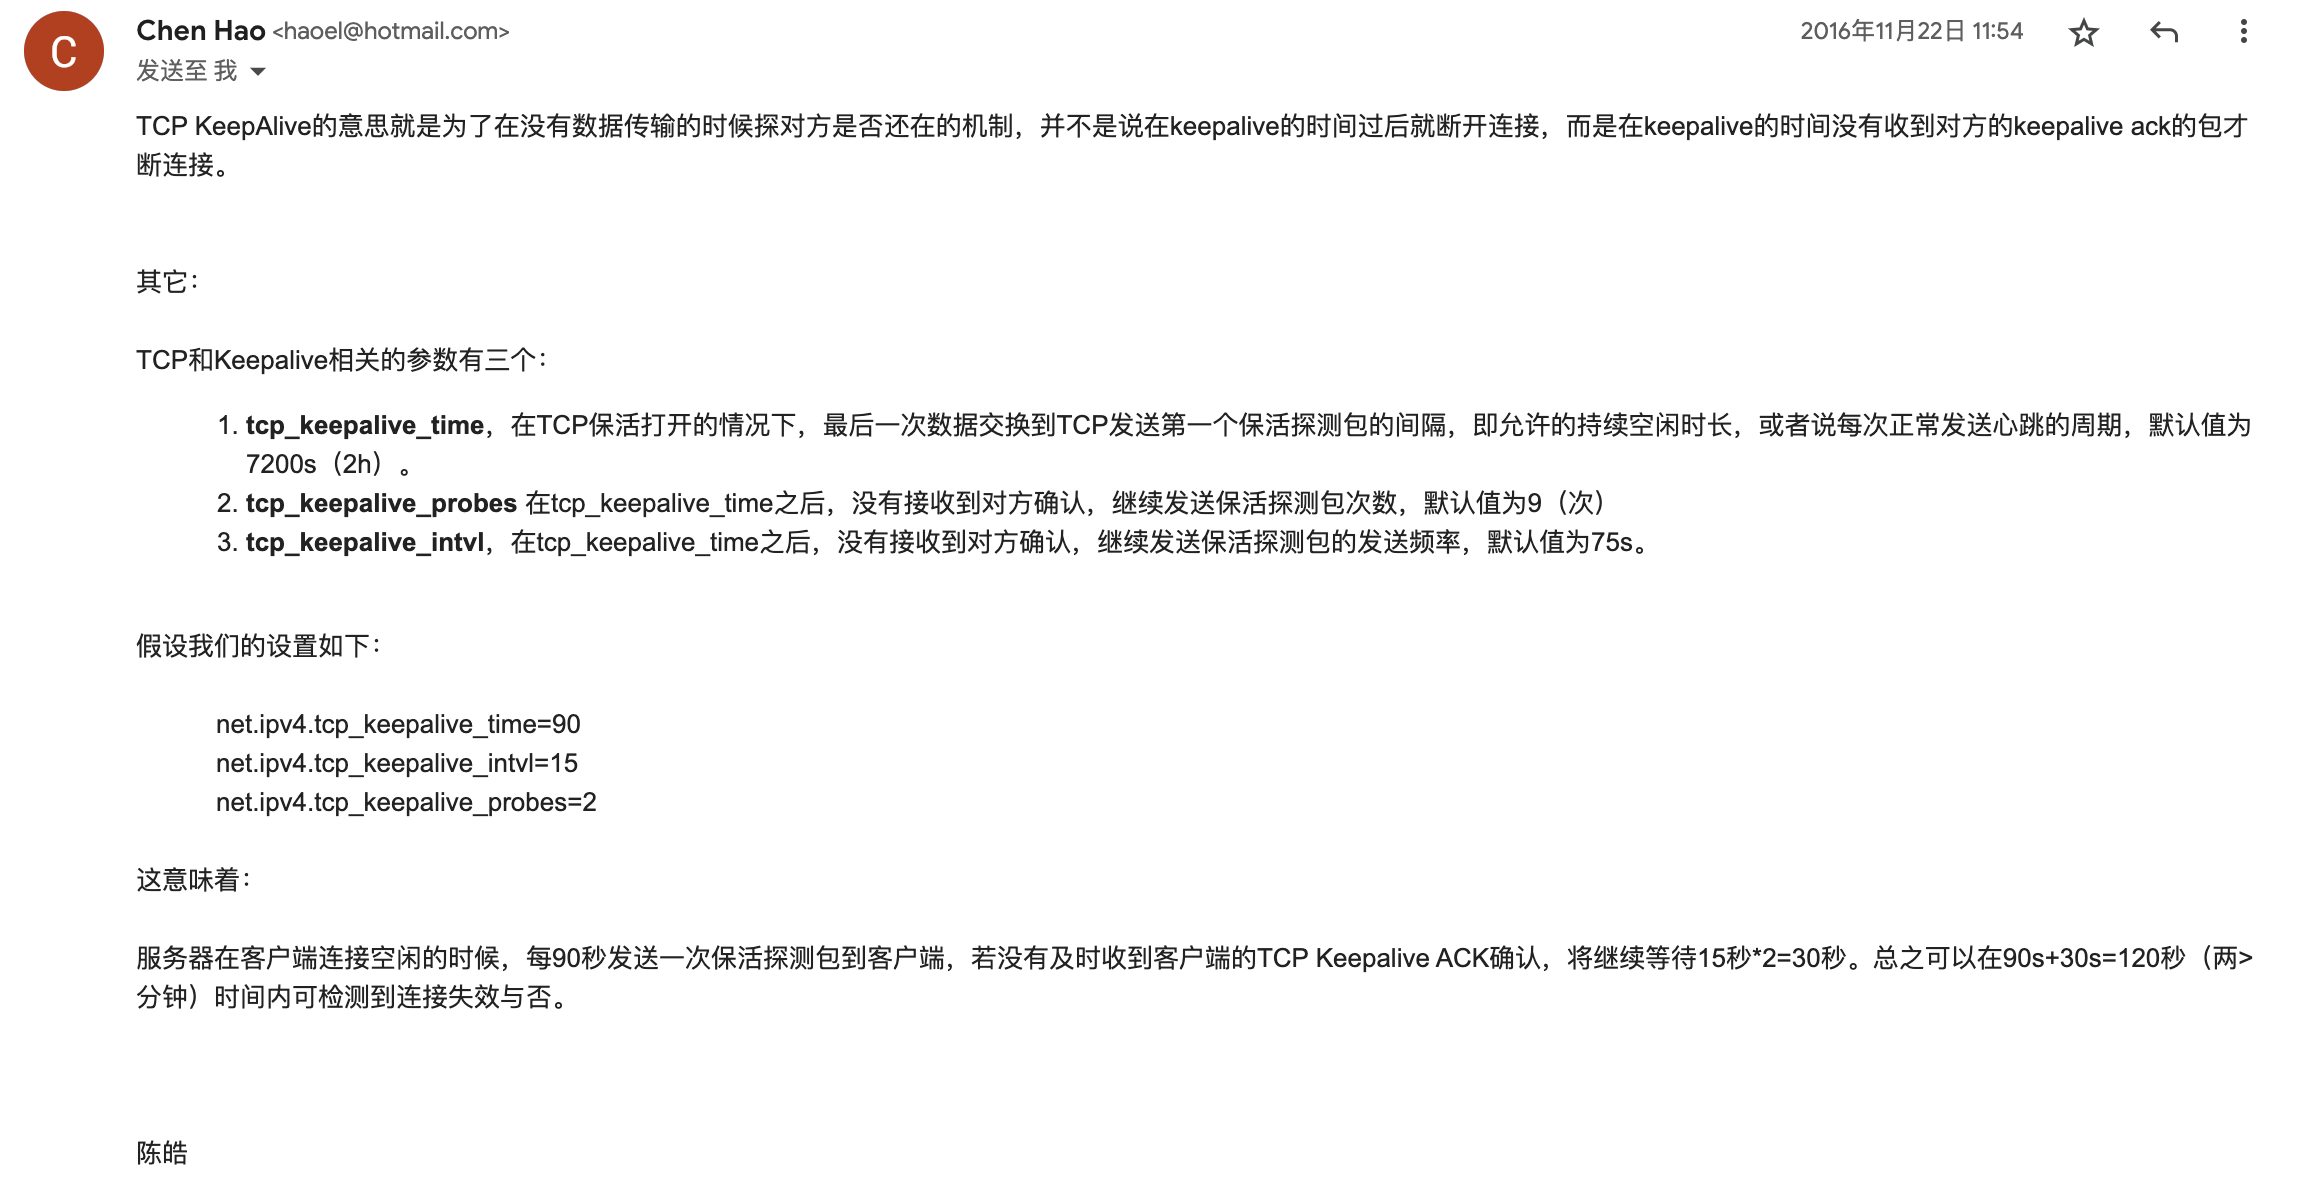 Chen Hao <haoel@hotmail.com>
2016年11月22日 11:54
发送至 我
C
TCP KeepAlive的意思就是为了在没有数据传输的时候探对方是否还在的机制，并不是说在keepalive的时间过后就断开连接，而是在keepalive的时间没有收到对方的keepalive ack的包才
断连接。
其它：
TCP和Keepalive相关的参数有三个：
1. tcp_keepalive_time，在TCP保活打开的情况下，最后一次数据交换到TCP发送第一个保活探测包的间隔，即允许的持续空闲时长，或者说每次正常发送心跳的周期，默认值为
7200s（2h）。
2. tcp_keepalive_probes 在tcp_keepalive_time之后，没有接收到对方确认，继续发送保活探测包次数，默认值为9（次）
3. tcp_keepalive_intvl，在tcp_keepalive_time之后，没有接收到对方确认，继续发送保活探测包的发送频率，默认值为75s。
假设我们的设置如下：
net.ipv4.tcp_keepalive_time=90
net.ipv4.tcp_keepalive_intvl=15
net.ipv4.tcp_keepalive_probes=2
这意味着：
服务器在客户端连接空闲的时候，每90秒发送一次保活探测包到客户端，若没有及时收到客户端的TCP Keepalive ACK确认，将继续等待15秒*2=30秒。总之可以在90s+30s=120秒（两>
分钟）时间内可检测到连接失效与否。
陈皓